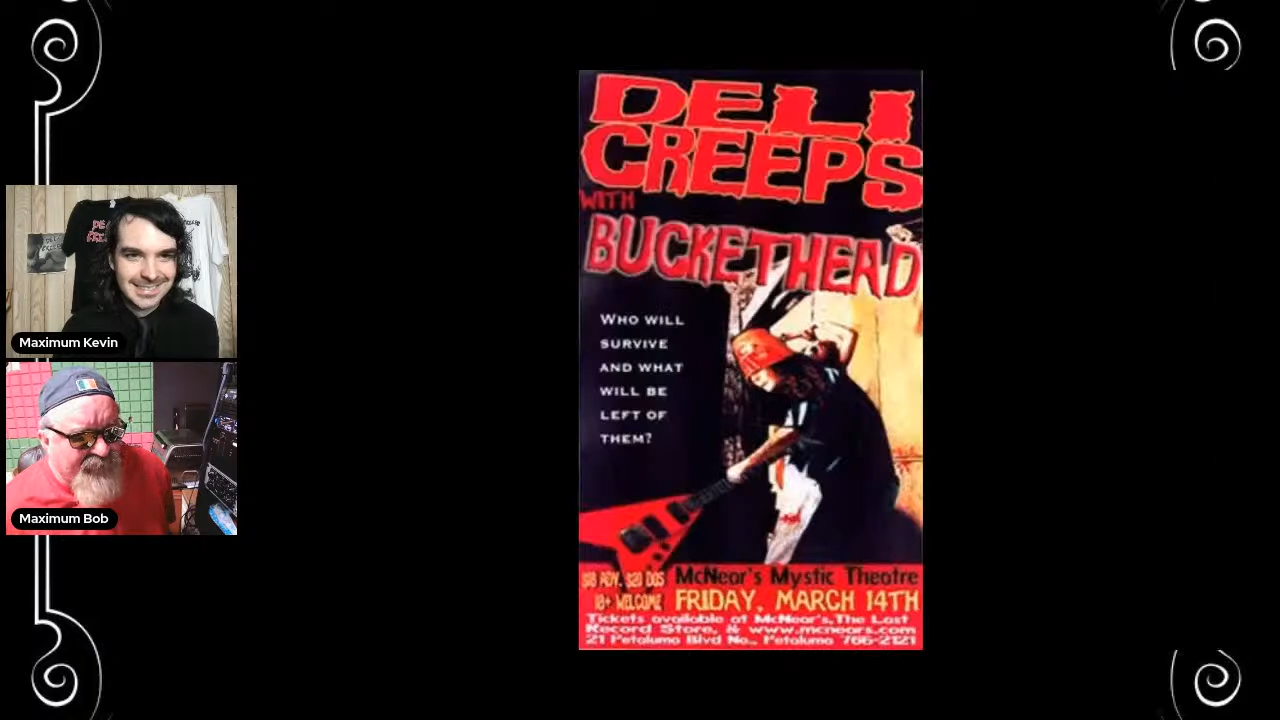 DELI
CREEPS
WITH
BUCKETHEAD
WHO WILL
SURVIVE
AND WHAT
WILL BE
LEFT OF
THEM?
$18 ADV. $20 DOS
18+ WELCOME
McNear's Mystic Theatre
FRIDAY, MARCH 14TH
Tickets available at McNear's, The Last
Record Store, & www.mcnears.com
21 Petaluma Blvd No., Petaluma 766-2121
Maximum Kevin
Maximum Bob